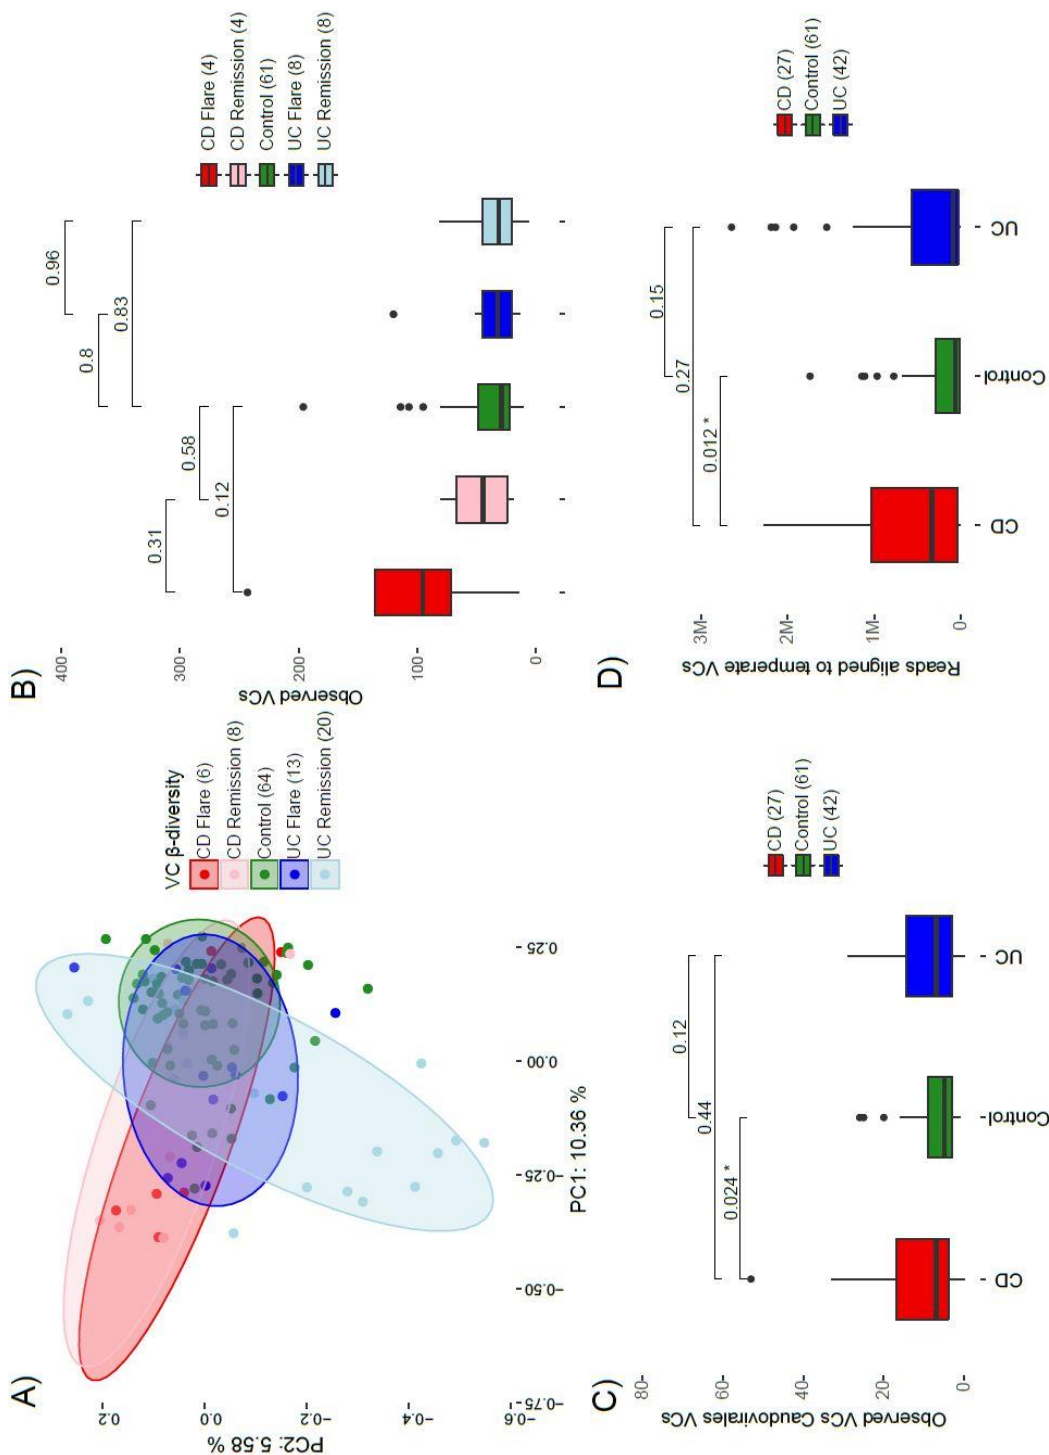 A)
VC β-diversity
CD Flare (6)
CD Remission (8)
Control (64)
UC Flare (13)
UC Remission (20)
PC2: 5.58 %
0.2
0.0
−0.2
−0.4
−0.6
−0.75
−0.50
−0.25
0.00
0.25
PC1: 10.36 %
B)
Observed VCs
400
300
200
100
0
0.31
0.12
0.58
0.8
0.83
0.96
CD Flare (4)
CD Remission (4)
Control (61)
UC Flare (8)
UC Remission (8)
C)
Observed VCs Caudovirales VCs
80
60
40
20
0
0.024 *
0.44
0.12
CD
Control
UC
CD (27)
Control (61)
UC (42)
D)
Reads aligned to temperate VCs
3M
2M
1M
0
0.012 *
0.27
0.15
CD
Control
UC
CD (27)
Control (61)
UC (42)